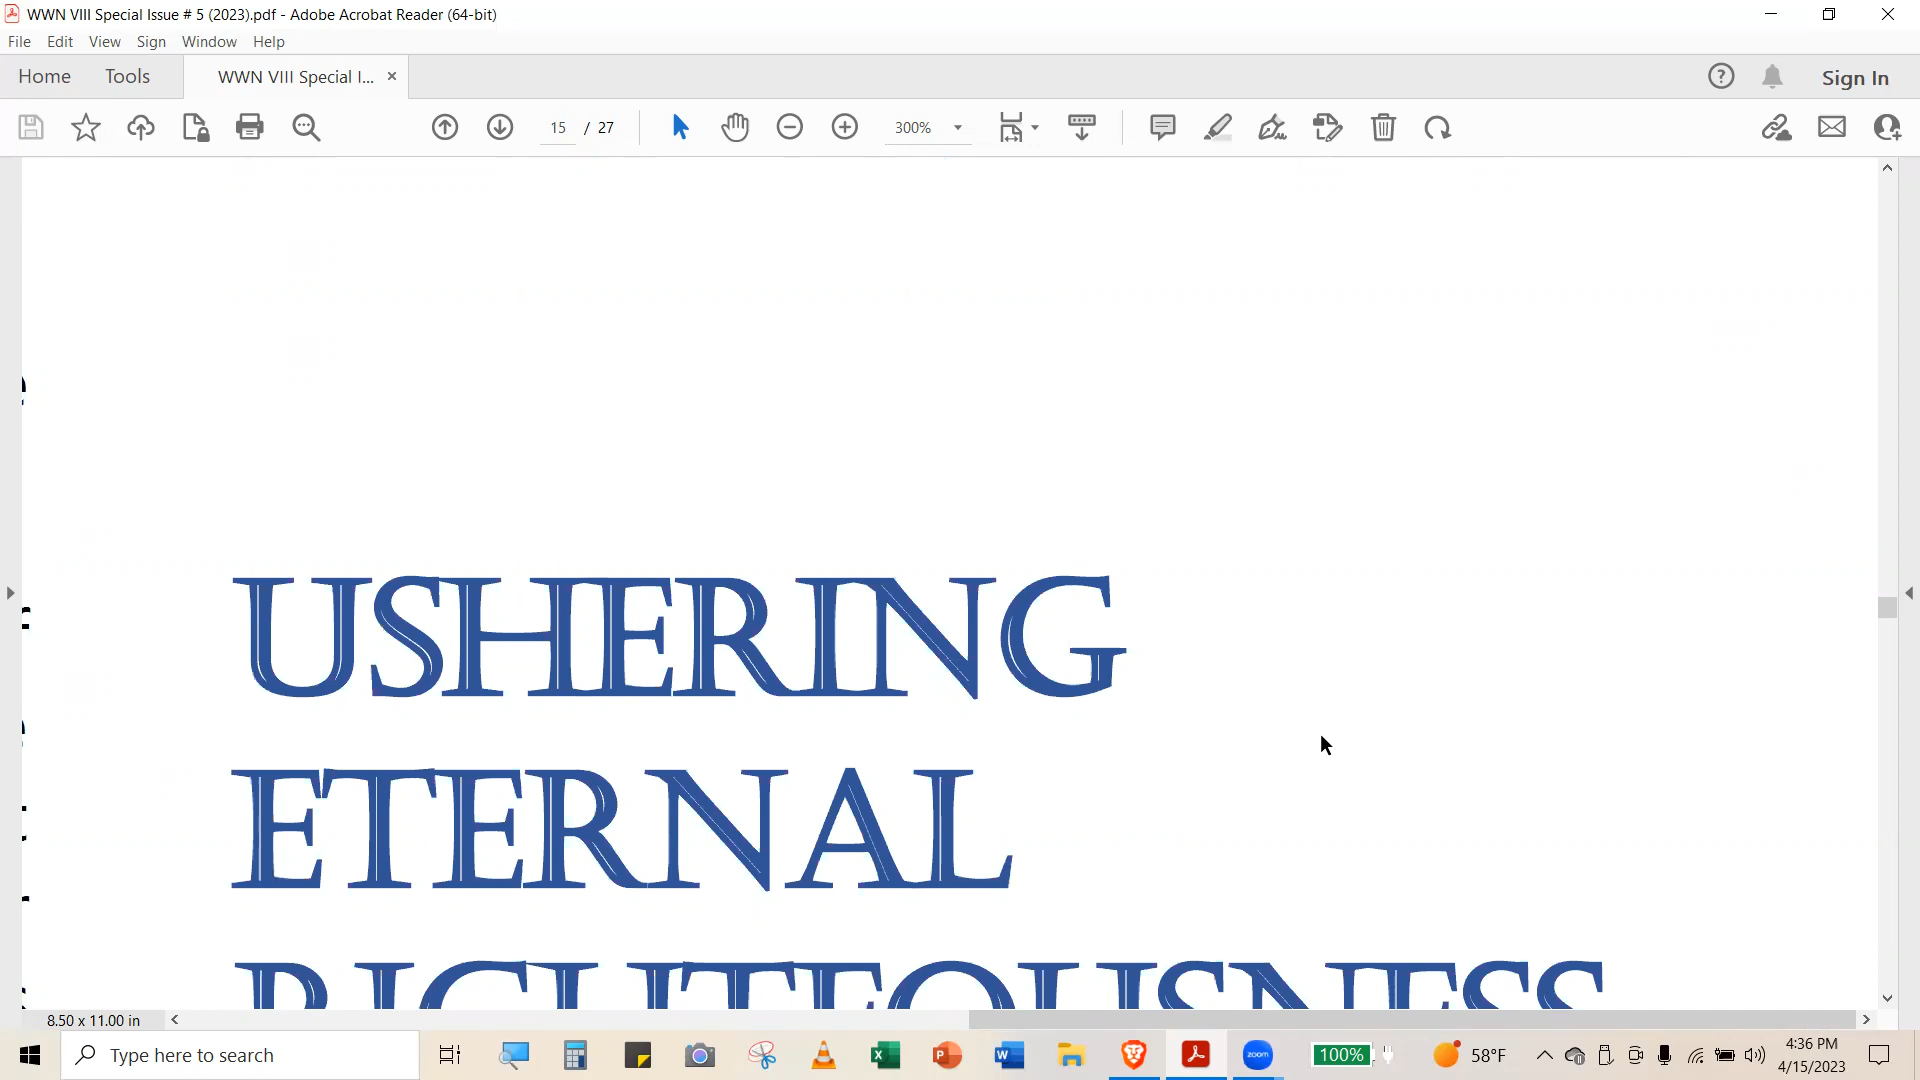 WWN VIII Special Issue # 5 (2023).pdf - Adobe Acrobat Reader (64-bit)
File Edit View Sign Window Help
Home Tools WWN VIII Special I... × Sign In
15 / 27 300%
USHERING
ETERNAL
RIGHTEOUSNESS
8.50 x 11.00 in
Type here to search 100% zoom 58°F 4:36 PM
4/15/2023